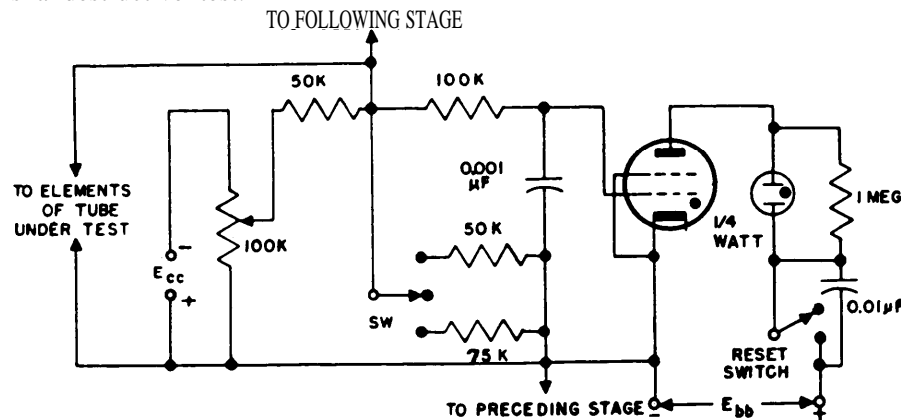 TO FOLLOWING STAGE
50K
100K
0.001
µF
TO ELEMENTS
OF TUBE
UNDER TEST
-
Ecc
+
100K
50K
SW
75K
1/4
WATT
1 MEG
0.01µF
RESET
SWITCH
TO PRECEDING STAGE
-
Ebb
+